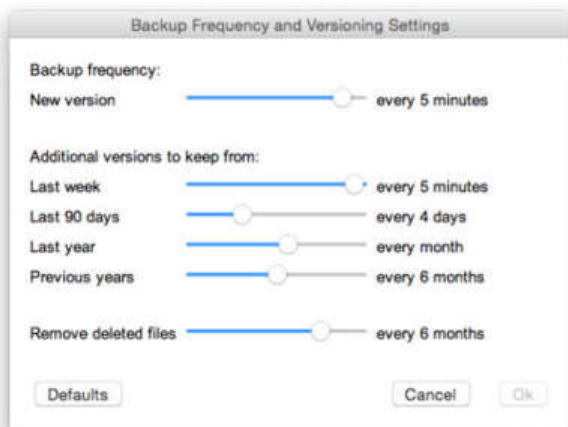 Backup Frequency and Versioning Settings
Backup frequency:
New version every 5 minutes
Additional versions to keep from:
Last week every 5 minutes
Last 90 days every 4 days
Last year every month
Previous years every 6 months
Remove deleted files every 6 months
Defaults Cancel Ok